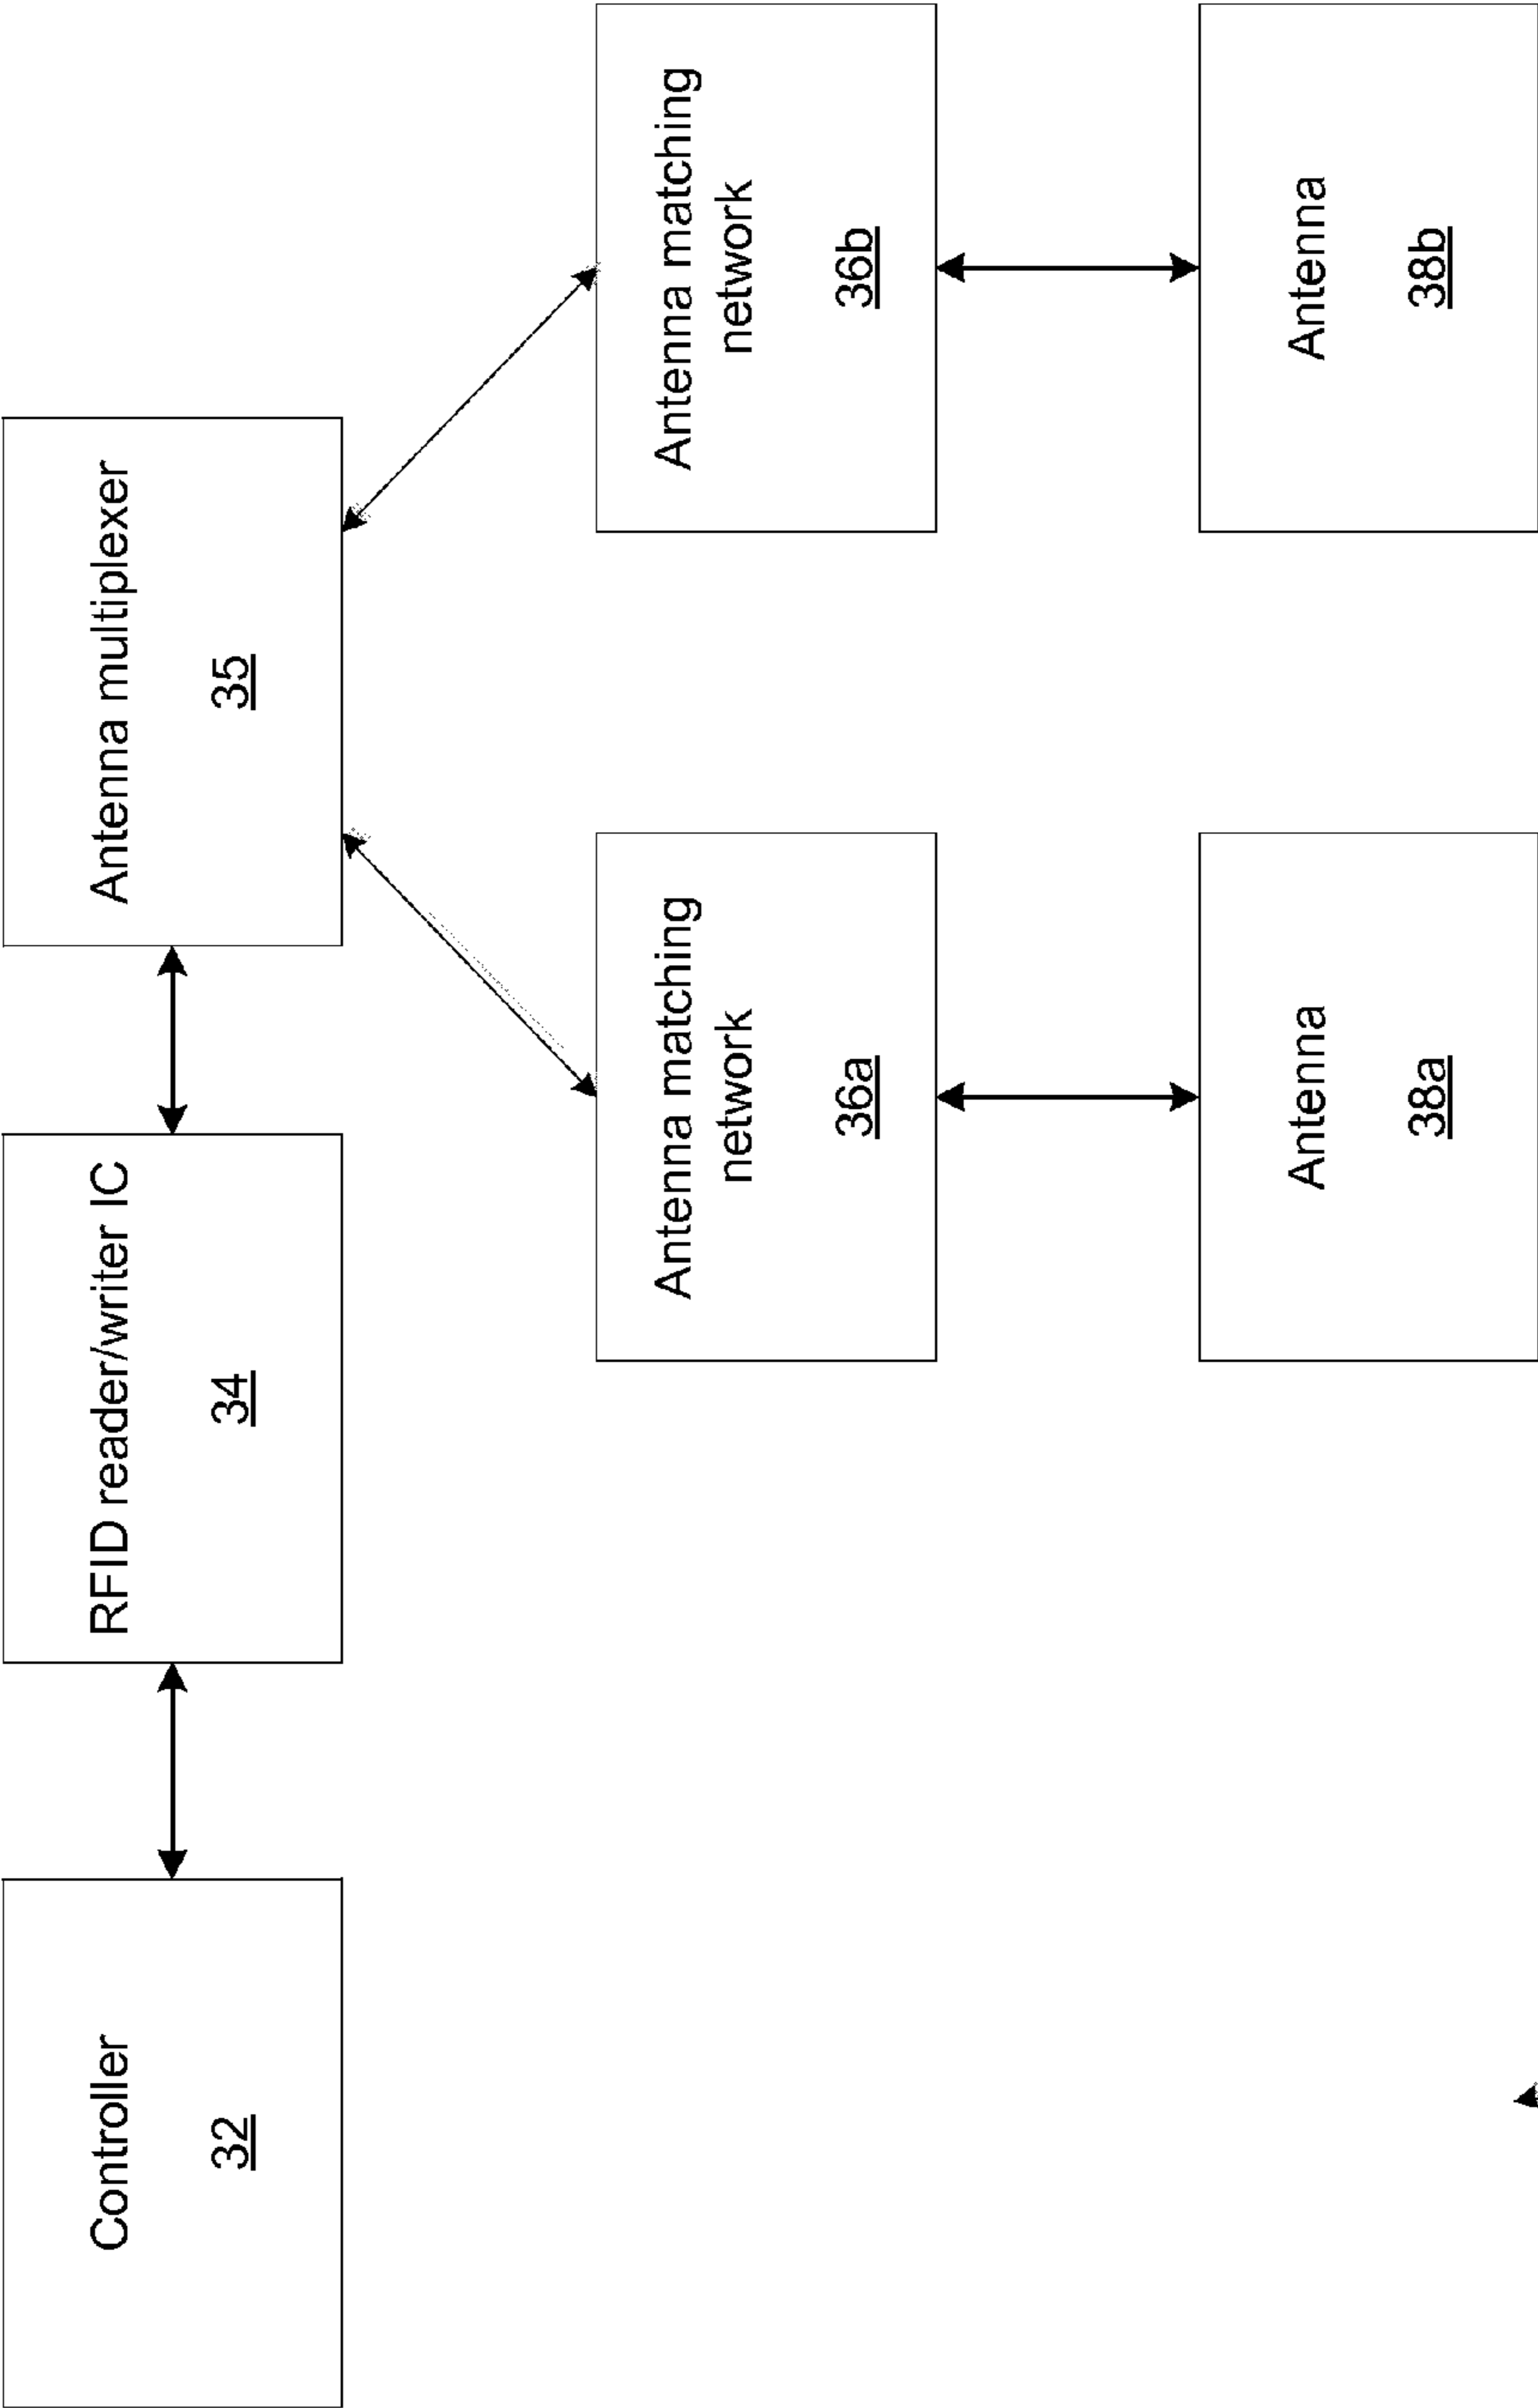 Controller
32
RFID reader/writer IC
34
Antenna multiplexer
35
Antenna matching
network
36a
Antenna matching
network
36b
Antenna
38a
Antenna
38b